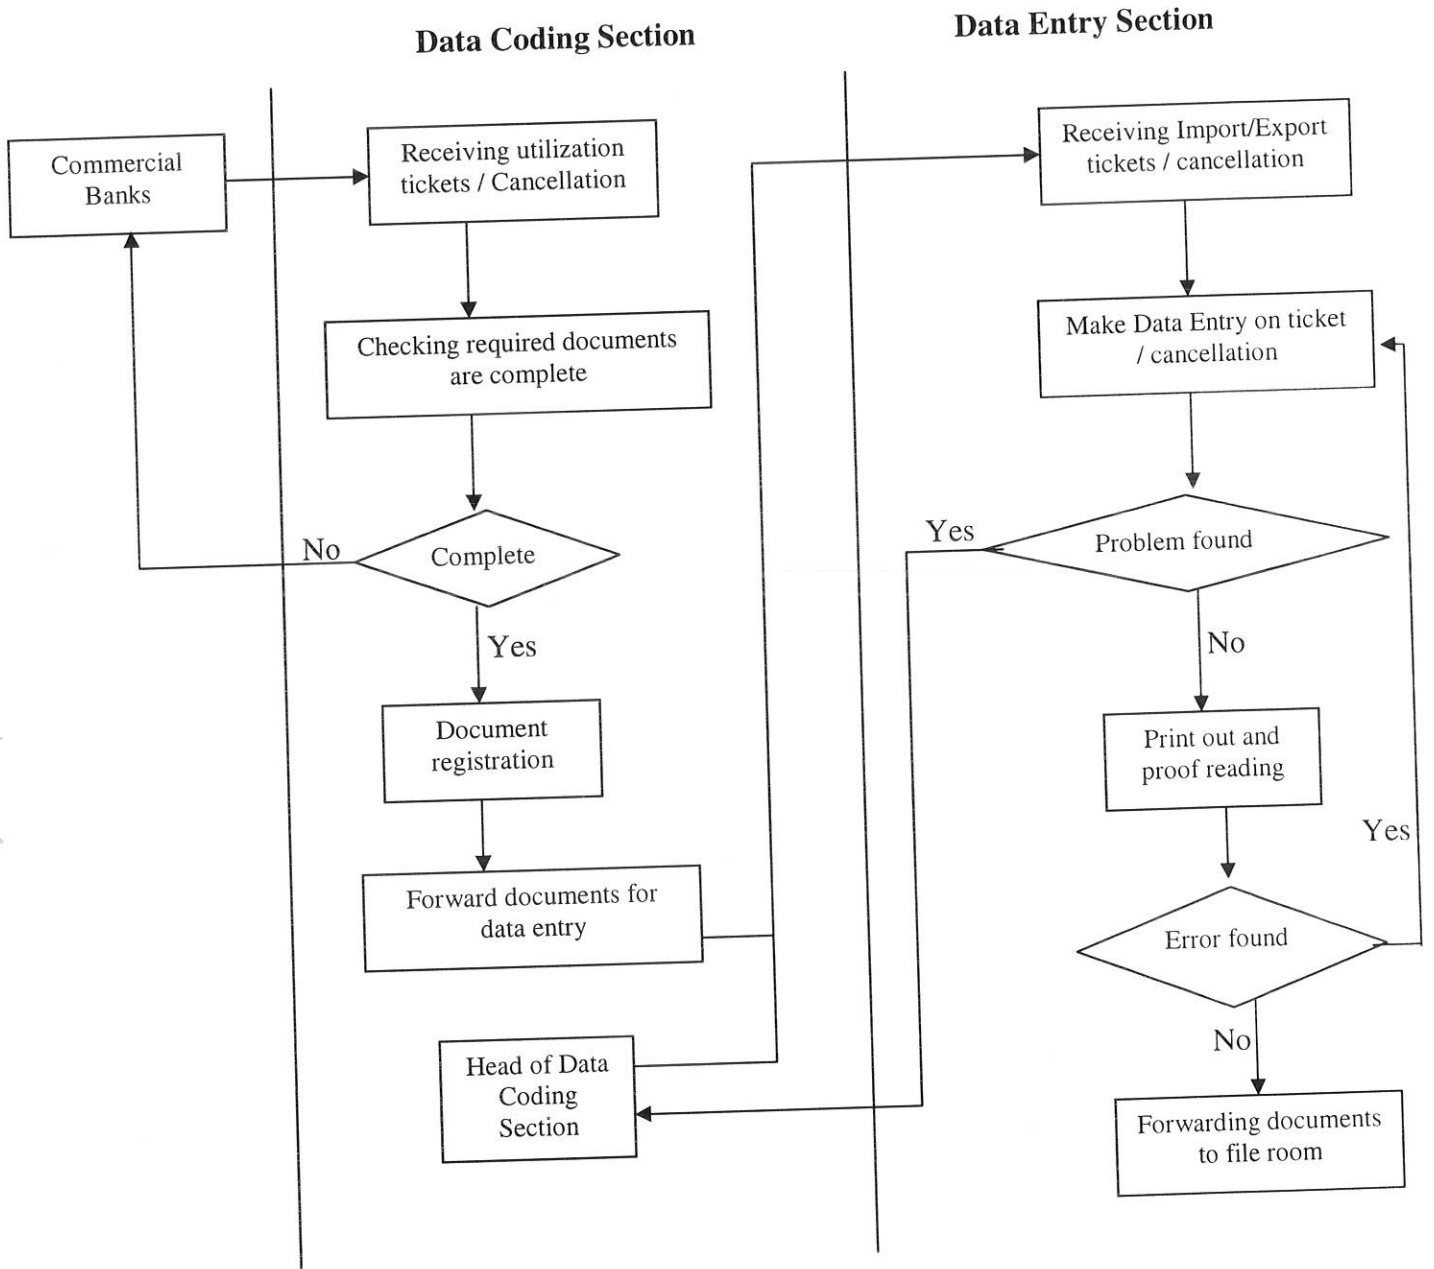 Data Coding Section
Data Entry Section
Commercial
Banks
Receiving utilization
tickets / Cancellation
Checking required documents
are complete
No
Complete
Yes
Document
registration
Forward documents for
data entry
Head of Data
Coding
Section
Receiving Import/Export
tickets / cancellation
Make Data Entry on ticket
/ cancellation
Yes
Problem found
No
Print out and
proof reading
Yes
Error found
No
Forwarding documents
to file room